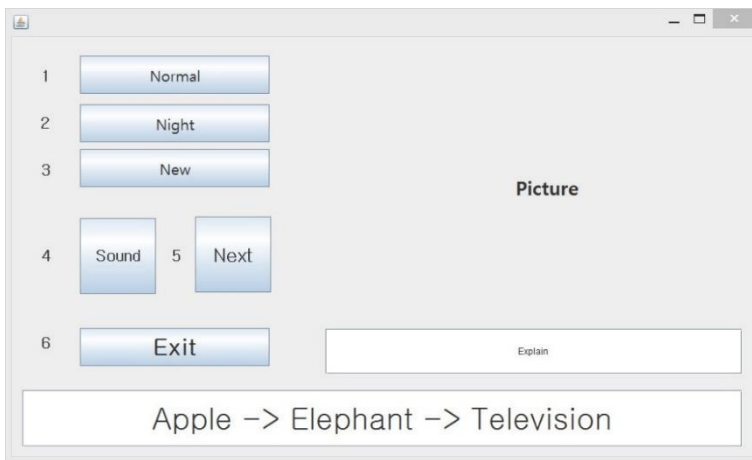 1 Normal
2 Night
3 New
Picture
4 Sound 5 Next
6 Exit
Explain
Apple -> Elephant -> Television